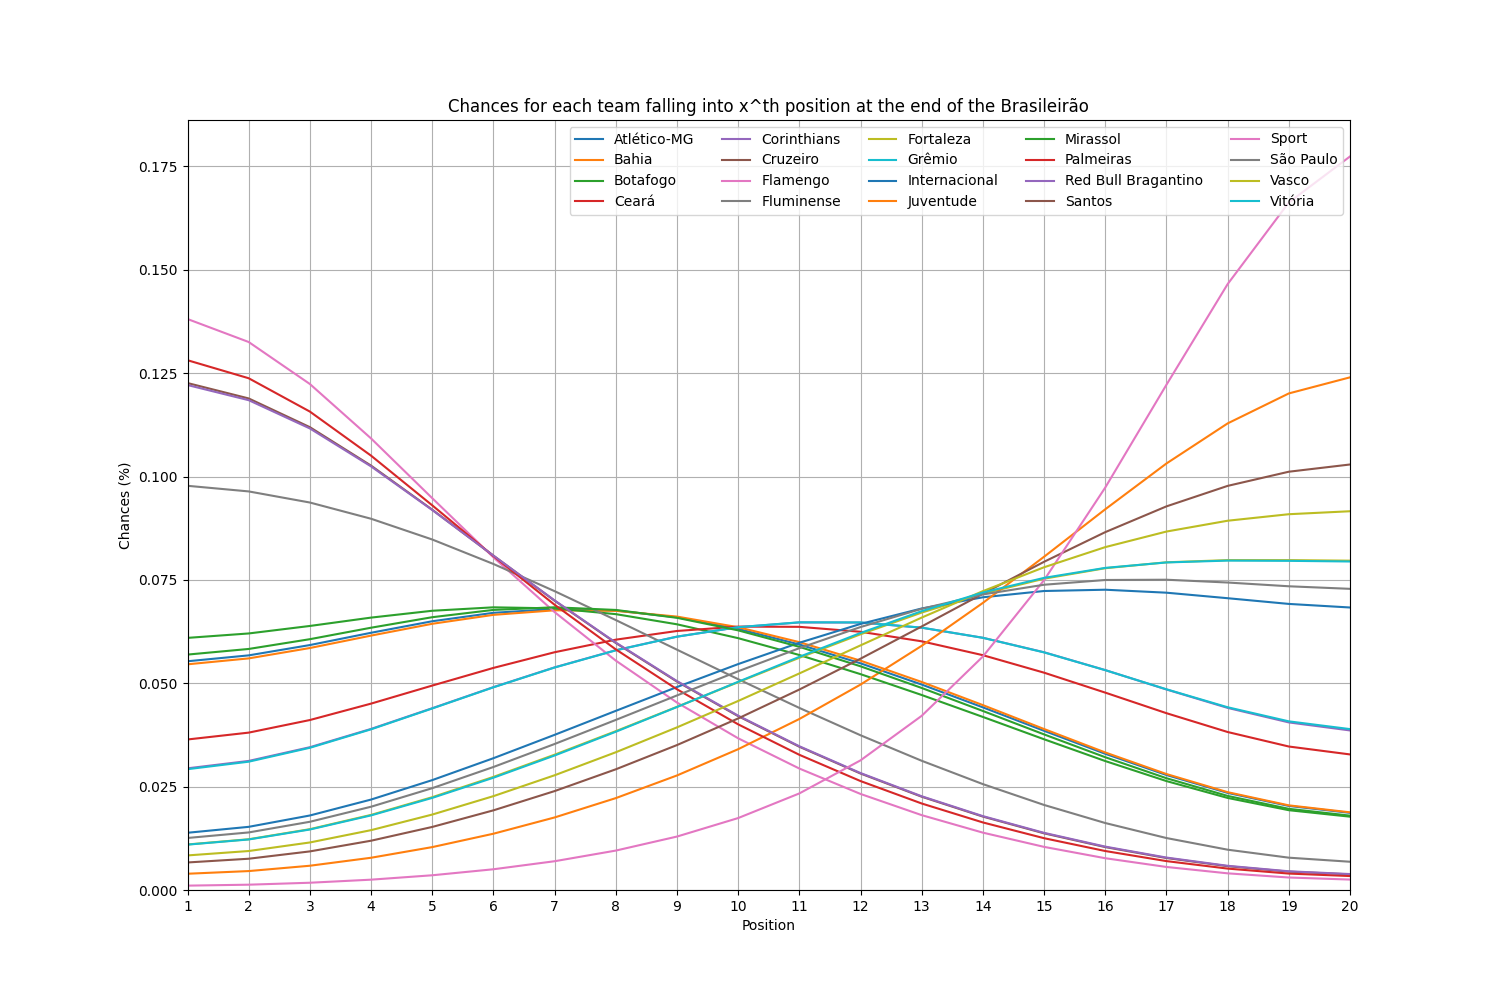 Chances for each team falling into x^th position at the end of the Brasileirão
Atlético-MG
Bahia
Botafogo
Ceará
Corinthians
Cruzeiro
Flamengo
Fluminense
Fortaleza
Grêmio
Internacional
Juventude
Mirassol
Palmeiras
Red Bull Bragantino
Santos
Sport
São Paulo
Vasco
Vitória
Chances (%)
0.175
0.150
0.125
0.100
0.075
0.050
0.025
0.000
1 2 3 4 5 6 7 8 9 10 11 12 13 14 15 16 17 18 19 20
Position